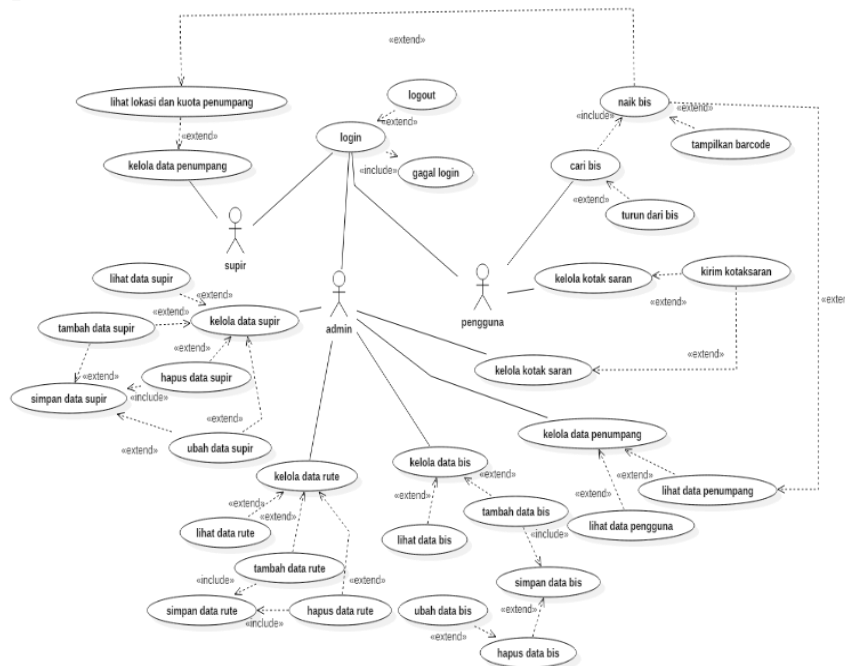 «extend»
lihat lokasi dan kuota penumpang
logout
naik bis
«extend»
«extend»
«include»
«extend»
login
tampilkan barcode
kelola data penumpang
«include»
gagal login
cari bis
«extend»
turun dari bis
supir
lihat data supir
kelola kotak saran
kirim kotaksaran
«extend»
«extend»
«exter
tambah data supir
«extend»
kelola data supir
admin
pengguna
«extend»
«extend»
hapus data supir
kelola kotak saran
«extend»
simpan data supir
«include»
«extend»
«extend»
ubah data supir
kelola data penumpang
kelola data rute
kelola data bis
«extend»
«extend»
lihat data penumpang
«extend»
«extend»
«extend»
«extend»
lihat data rute
tambah data bis
lihat data pengguna
lihat data bis
«include»
tambah data rute
«include»
«extend»
simpan data bis
simpan data rute
hapus data rute
ubah data bis
«extend»
«include»
«extend»
hapus data bis